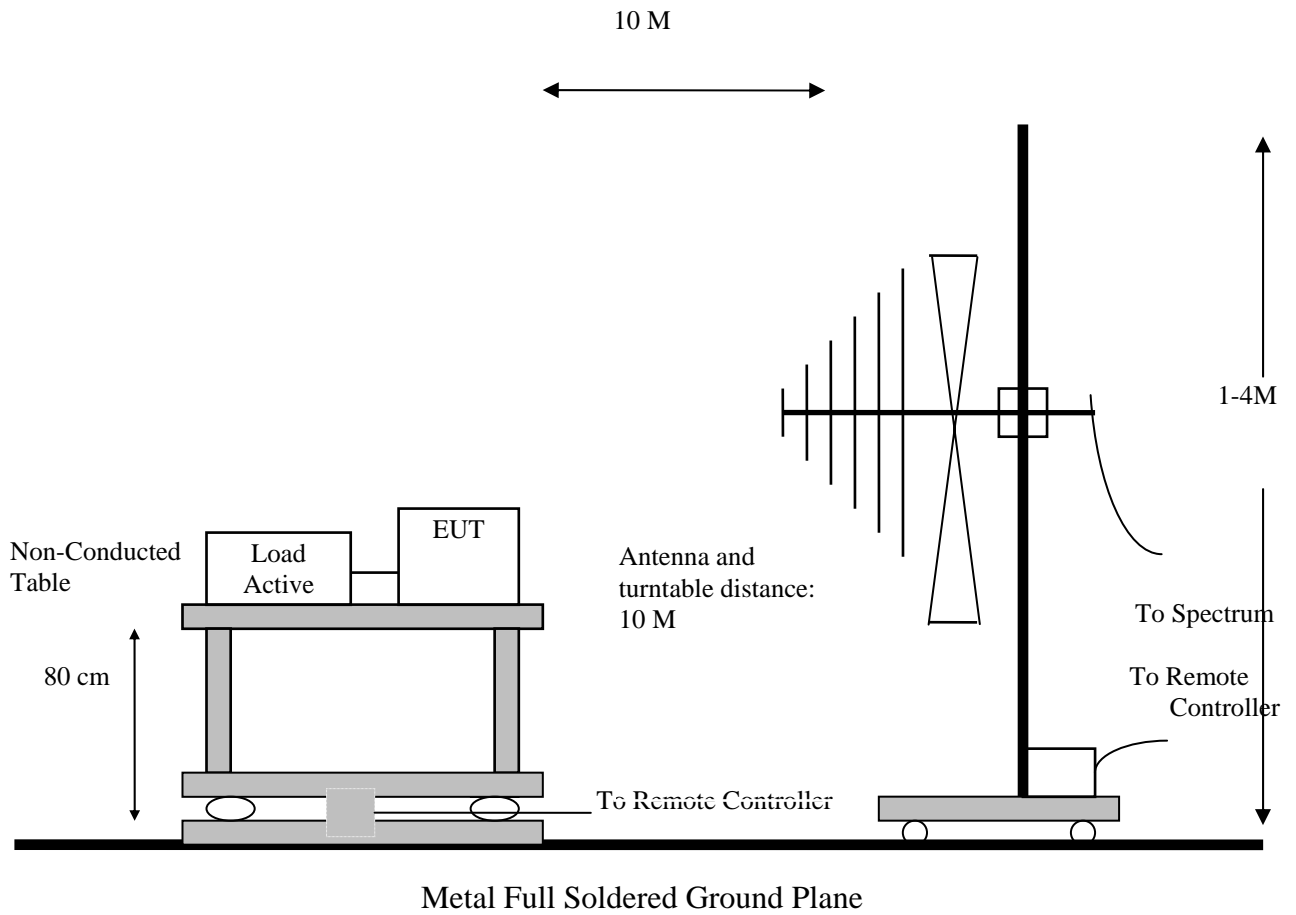 10 M
1-4M
EUT
Load
Active
Non-Conducted
Table
Antenna and
turntable distance:
10 M
To Spectrum
80 cm
To Remote
Controller
To Remote Controller
Metal Full Soldered Ground Plane